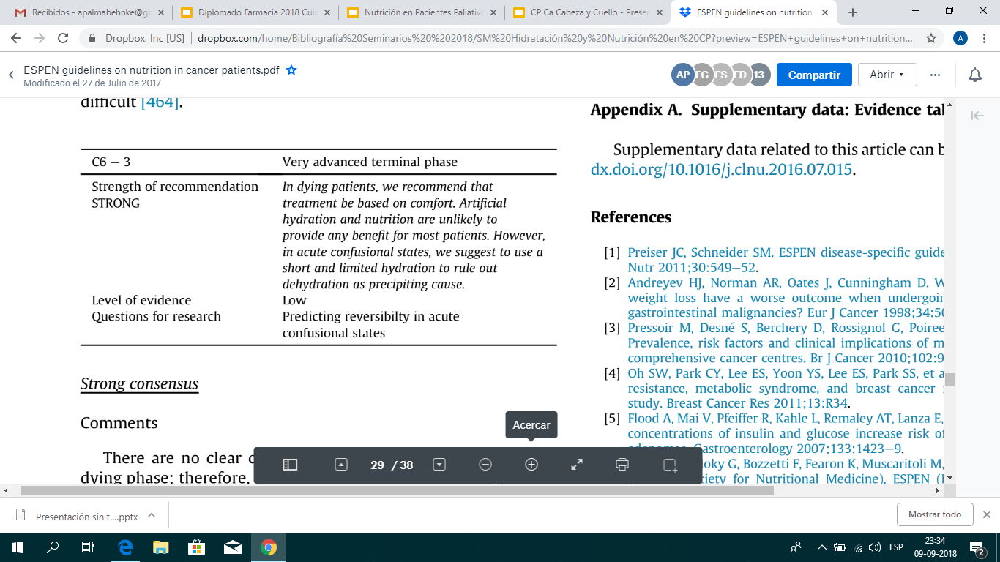 Recibidos - apalmabehnke@gr
Diplomado Farmacia 2018 Cuic
Nutrición en Pacientes Paliativo
CP Ca Cabeza y Cuello - Preser
ESPEN guidelines on nutrition
Dropbox, Inc [US] | dropbox.com/home/Bibliografía%20Seminarios%20%202018/SM%20Hidratación%20y%20Nutrición%20en%20CP?preview=ESPEN+guidelines+on+nutrition...
A
ESPEN guidelines on nutrition in cancer patients.pdf
Modificado el 27 de Julio de 2017
AP FG FS FD 13
Compartir
Abrir
difficult [464].
C6 – 3 Very advanced terminal phase
Strength of recommendation In dying patients, we recommend that
STRONG treatment be based on comfort. Artificial
hydration and nutrition are unlikely to
provide any benefit for most patients. However,
in acute confusional states, we suggest to use a
short and limited hydration to rule out
dehydration as precipiting cause.
Level of evidence Low
Questions for research Predicting reversibilty in acute
confusional states
Strong consensus
Comments
There are no clear c
dying phase; therefore,
Appendix A. Supplementary data: Evidence tal
Supplementary data related to this article can b
dx.doi.org/10.1016/j.clnu.2016.07.015.
References
[1] Preiser JC, Schneider SM. ESPEN disease-specific guide
Nutr 2011;30:549–52.
[2] Andreyev HJ, Norman AR, Oates J, Cunningham D. W
weight loss have a worse outcome when undergoin
gastrointestinal malignancies? Eur J Cancer 1998;34:50
[3] Pressoir M, Desné S, Berchery D, Rossignol G, Poiree
Prevalence, risk factors and clinical implications of m
comprehensive cancer centres. Br J Cancer 2010;102:9
[4] Oh SW, Park CY, Lee ES, Yoon YS, Lee ES, Park SS, et a
resistance, metabolic syndrome, and breast cancer
study. Breast Cancer Res 2011;13:R34.
[5] Flood A, Mai V, Pfeiffer R, Kahle L, Remaley AT, Lanza E,
concentrations of insulin and glucose increase risk of
Gastroenterology 2007;133:1423–9.
oky G, Bozzetti F, Fearon K, Muscaritoli M,
ciety for Nutritional Medicine), ESPEN (
Acercar
29 / 38
Presentación sin t....pptx
Mostrar todo
ESP
23:34
09-09-2018
2